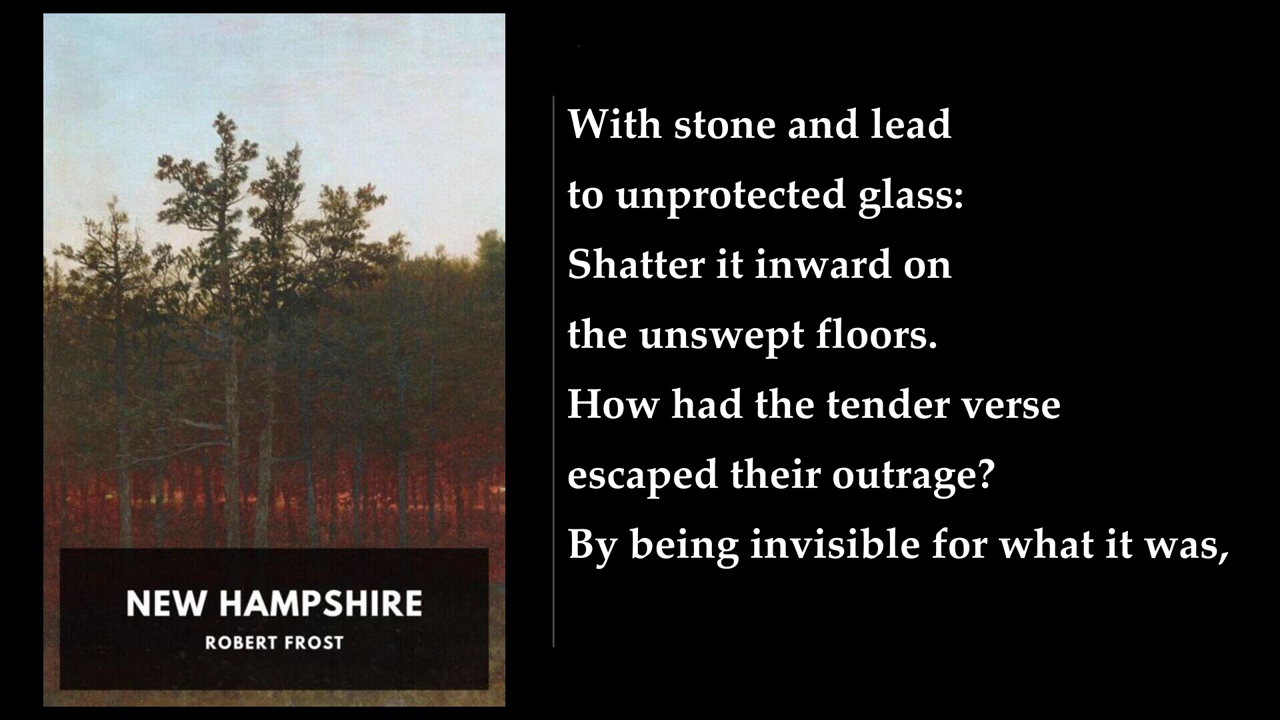 NEW HAMPSHIRE
ROBERT FROST
With stone and lead
to unprotected glass:
Shatter it inward on
the unswept floors.
How had the tender verse
escaped their outrage?
By being invisible for what it was,